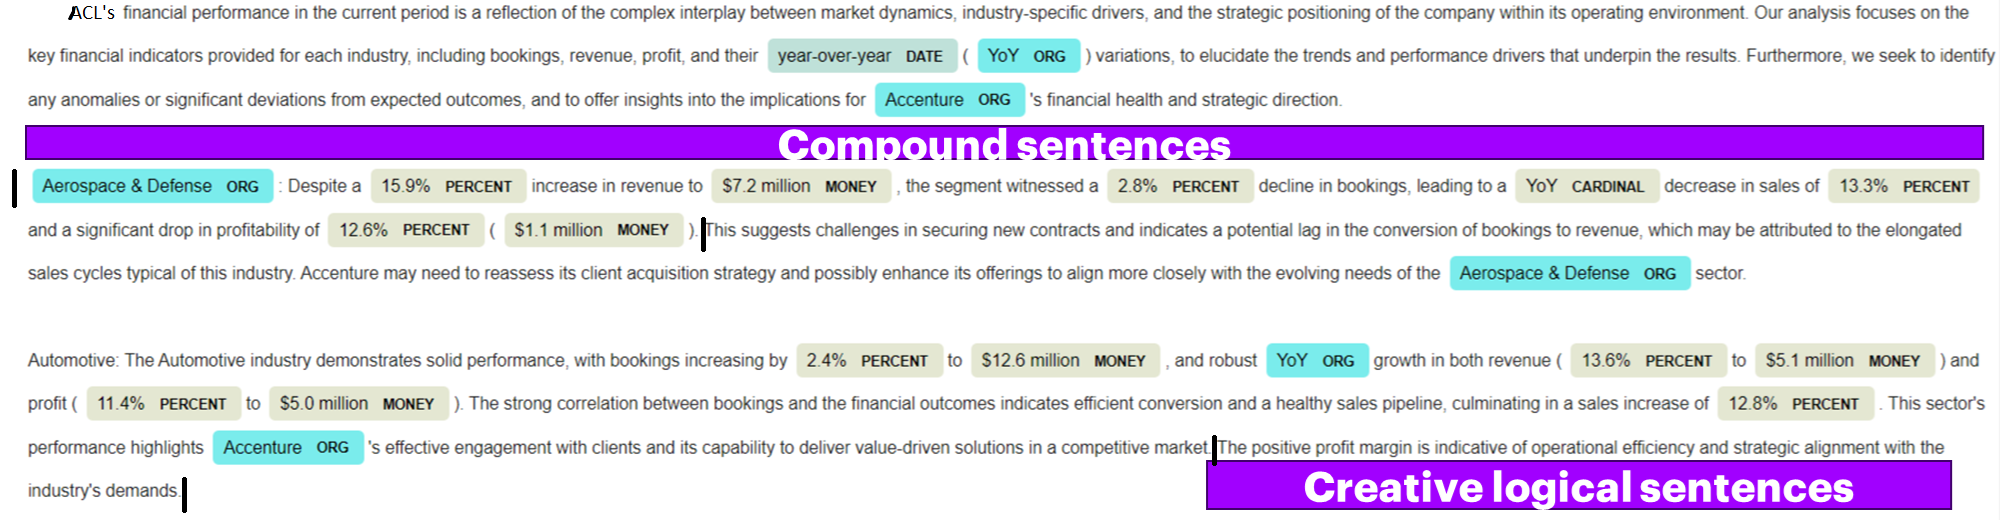 ACL's financial performance in the current period is a reflection of the complex interplay between market dynamics, industry-specific drivers, and the strategic positioning of the company within its operating environment. Our analysis focuses on the
key financial indicators provided for each industry, including bookings, revenue, profit, and their year-over-year DATE ( YoY ORG ) variations, to elucidate the trends and performance drivers that underpin the results. Furthermore, we seek to identify
any anomalies or significant deviations from expected outcomes, and to offer insights into the implications for Accenture ORG 's financial health and strategic direction.
Compound sentences
Aerospace & Defense ORG : Despite a 15.9% PERCENT increase in revenue to $7.2 million MONEY , the segment witnessed a 2.8% PERCENT decline in bookings, leading to a YoY CARDINAL decrease in sales of 13.3% PERCENT
and a significant drop in profitability of 12.6% PERCENT ( $1.1 million MONEY ). This suggests challenges in securing new contracts and indicates a potential lag in the conversion of bookings to revenue, which may be attributed to the elongated
sales cycles typical of this industry. Accenture may need to reassess its client acquisition strategy and possibly enhance its offerings to align more closely with the evolving needs of the Aerospace & Defense ORG sector.
Automotive: The Automotive industry demonstrates solid performance, with bookings increasing by 2.4% PERCENT to $12.6 million MONEY , and robust YoY ORG growth in both revenue ( 13.6% PERCENT to $5.1 million MONEY ) and
profit ( 11.4% PERCENT to $5.0 million MONEY ). The strong correlation between bookings and the financial outcomes indicates efficient conversion and a healthy sales pipeline, culminating in a sales increase of 12.8% PERCENT . This sector's
performance highlights Accenture ORG 's effective engagement with clients and its capability to deliver value-driven solutions in a competitive market. The positive profit margin is indicative of operational efficiency and strategic alignment with the
industry's demands.
Creative logical sentences